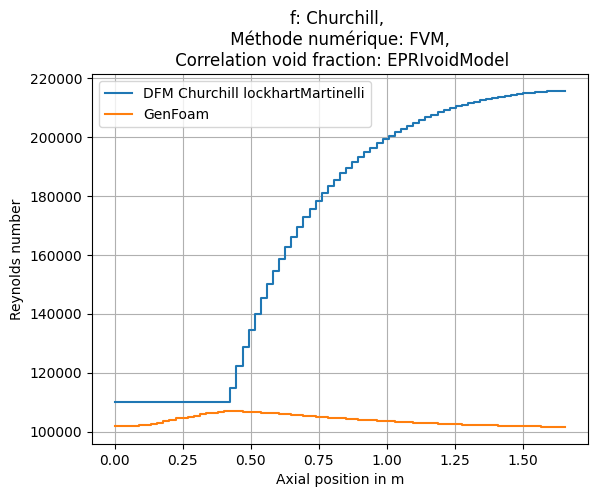 f: Churchill,
Méthode numérique: FVM,
Correlation void fraction: EPRIvoidModel
DFM Churchill lockhartMartinelli
GenFoam
220000
200000
180000
160000
140000
120000
100000
Reynolds number
0.00 0.25 0.50 0.75 1.00 1.25 1.50
Axial position in m